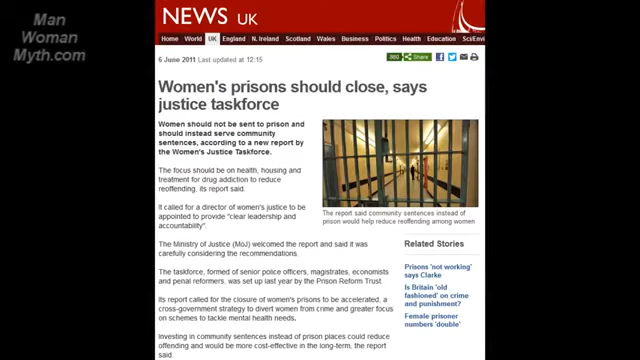 Man
Woman
Myth.com
NEWS UK
Home World UK England N. Ireland Scotland Wales Business Politics Health Education Sci/Envi
6 June 2011 Last updated at 12:15
Share
Women's prisons should close, says
justice taskforce
Women should not be sent to prison and
should instead serve community
sentences, according to a new report by
the Women's Justice Taskforce.
The focus should be on health, housing and
treatment for drug addiction to reduce
reoffending, its report said.
It called for a director of women's justice to be
appointed to provide "clear leadership and
accountability".
The report said community sentences instead of
prison would help reduce reoffending among women
The Ministry of Justice (MoJ) welcomed the report and said it was
carefully considering the recommendations.
The taskforce, formed of senior police officers, magistrates, economists
and penal reformers, was set up last year by the Prison Reform Trust.
Its report called for the closure of women's prisons to be accelerated, a
cross-government strategy to divert women from crime and greater focus
on schemes to tackle mental health needs.
Investing in community sentences instead of prison places could reduce
offending and would be more cost-effective in the long-term, the report
said.
Related Stories
Prisons 'not working'
says Clarke
Is Britain 'old
fashioned' on crime
and punishment?
Female prisoner
numbers 'double'